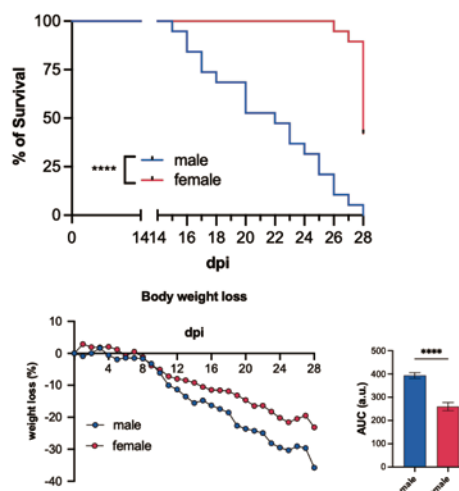 % of Survival
100
75
50
25
0
****
male
female
0 14 14 16 18 20 22 24 26 28
dpi
Body weight loss
dpi
weight loss (%)
10
0
-10
-20
-30
-40
4 8 12 16 20 24 28
male
female
****
AUC (a.u.)
500
400
300
200
100
0